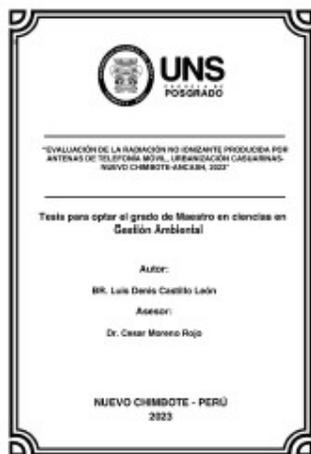 UNS
ESCUELA DE
POSGRADO
"EVALUACIÓN DE LA RADIACIÓN NO IONIZANTE PRODUCIDA POR
ANTENAS DE TELEFONÍA MÓVIL, URBANIZACIÓN CASUARINAS-
NUEVO CHIMBOTE-ANCASH, 2023"
Tesis para optar el grado de Maestro en ciencias en
Gestión Ambiental
Autor:
BR. Luis Denis Castillo León
Asesor:
Dr. Cesar Moreno Rojo
NUEVO CHIMBOTE - PERÚ
2023